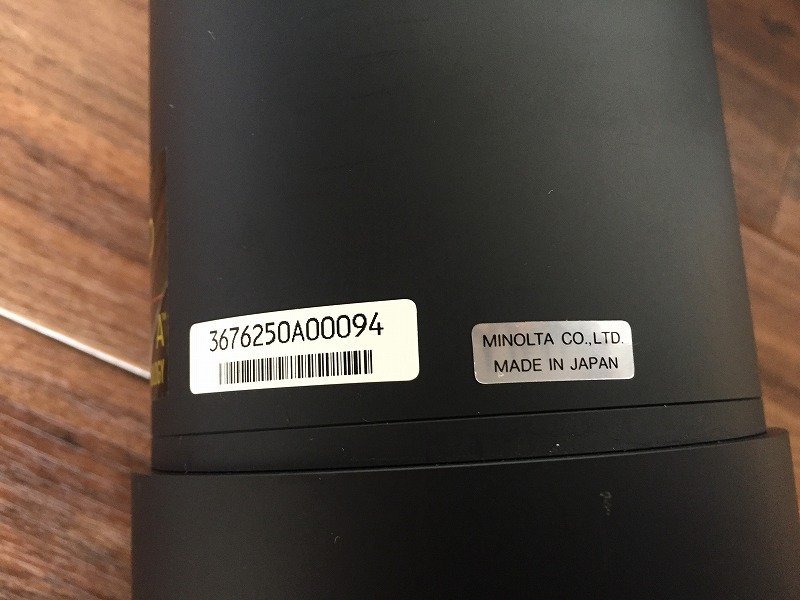 3676250A00094
MINOLTA CO.,LTD.
MADE IN JAPAN